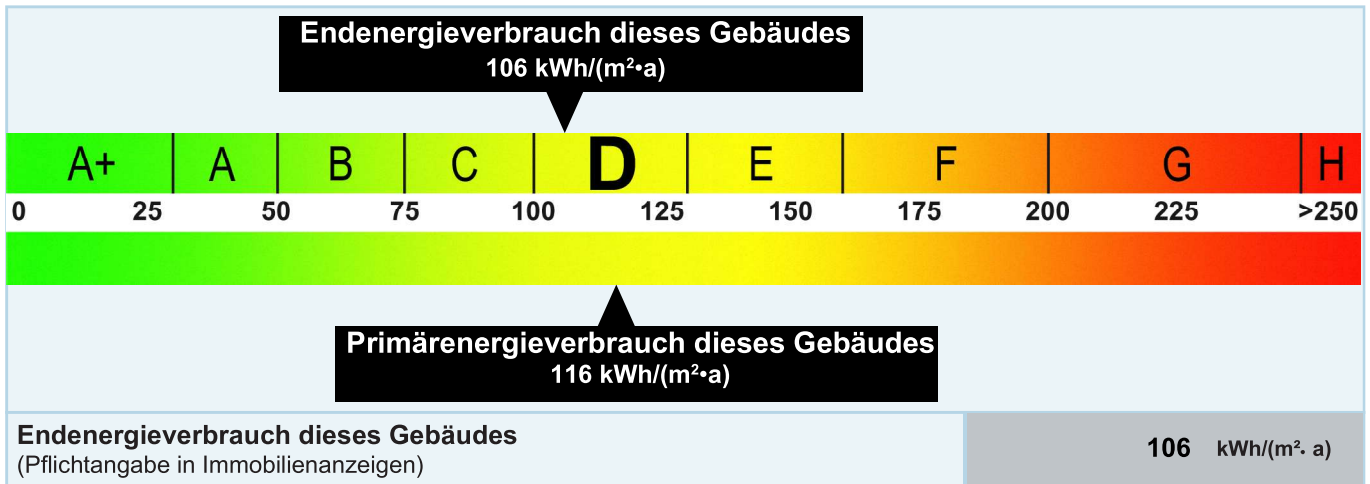 Endenergieverbrauch dieses Gebäudes
106 kWh/(m²•a)
A+ A B C D E F G H
0 25 50 75 100 125 150 175 200 225 >250
Primärenergieverbrauch dieses Gebäudes
116 kWh/(m²•a)
Endenergieverbrauch dieses Gebäudes
106 kWh/(m²· a)
(Pflichtangabe in Immobilienanzeigen)